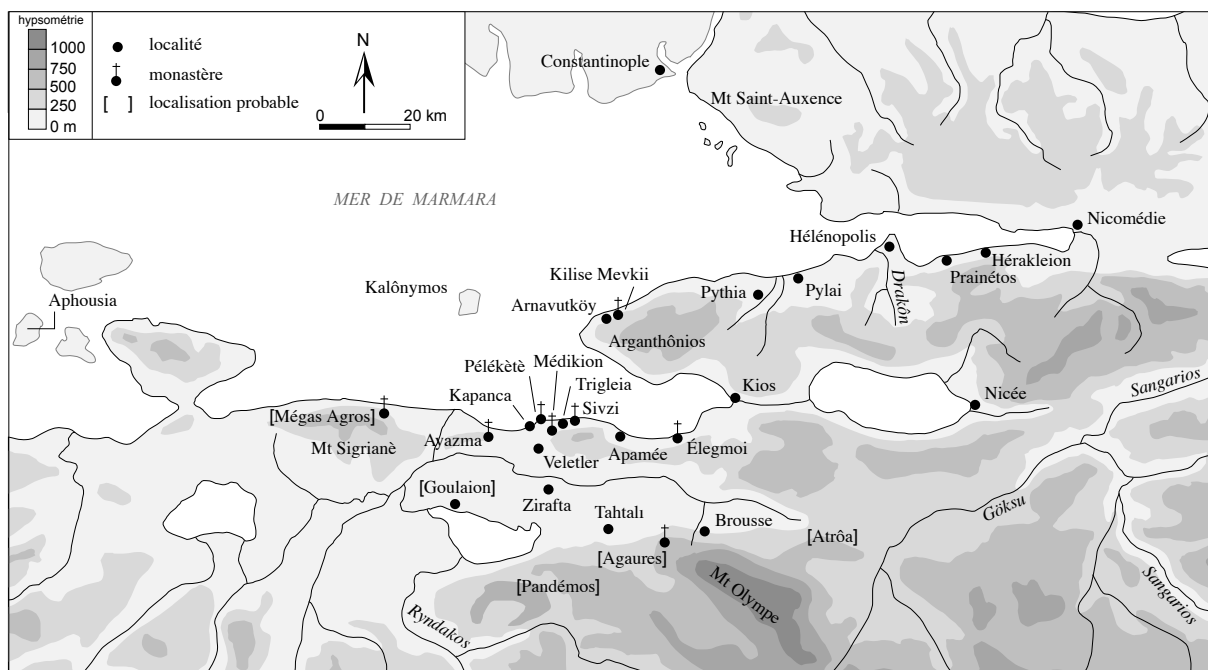 hypsométrie
1000
750
500
250
0 m
localité
monastère
[ ] localisation probable
N
0 20 km
Constantinople
Mt Saint-Auxence
MER DE MARMARA
Nicomédie
Hélénopolis
Hérakleion
Prainétos
Drakôn
Kilise Mevkii
Pythia
Pylai
Kalônymos
Aphousia
Arnavutköy
Arganthônios
Médikion
Pélékètè
Trigleia
Kios
Nicée
Sangarios
Kapanca
Sivzi
[Mégas Agros]
Mt Sigrianè
Ayazma
Veletler
Apamée
Élegmoi
[Goulaion]
Zirafta
Göksu
Tahtalı
Brousse
[Atrôa]
[Agaures]
[Pandémos]
Mt Olympe
Sangarios
Ryndakos